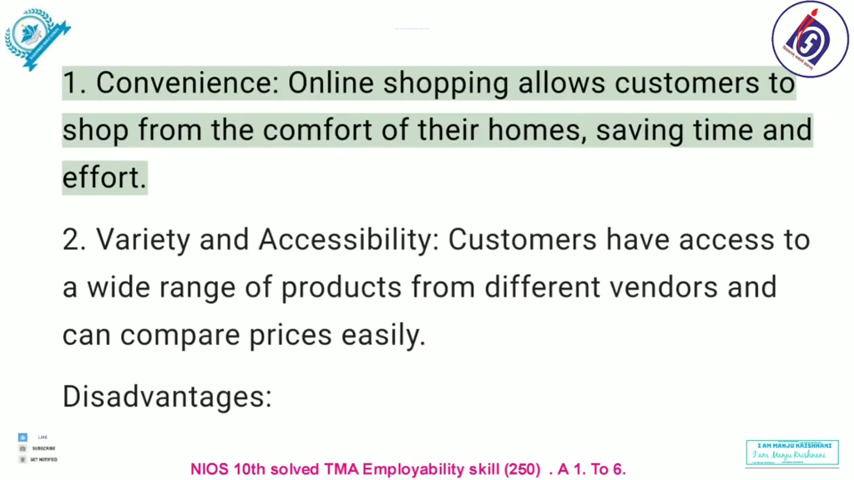 1. Convenience: Online shopping allows customers to
shop from the comfort of their homes, saving time and
effort.
2. Variety and Accessibility: Customers have access to
a wide range of products from different vendors and
can compare prices easily.
Disadvantages:
LIKE
SUBSCRIBE
GET NOTIFIED
I AM MANJU KRISHNANI
I am Manju Krishnani
NIOS 10th solved TMA Employability skill (250) . A 1. To 6.